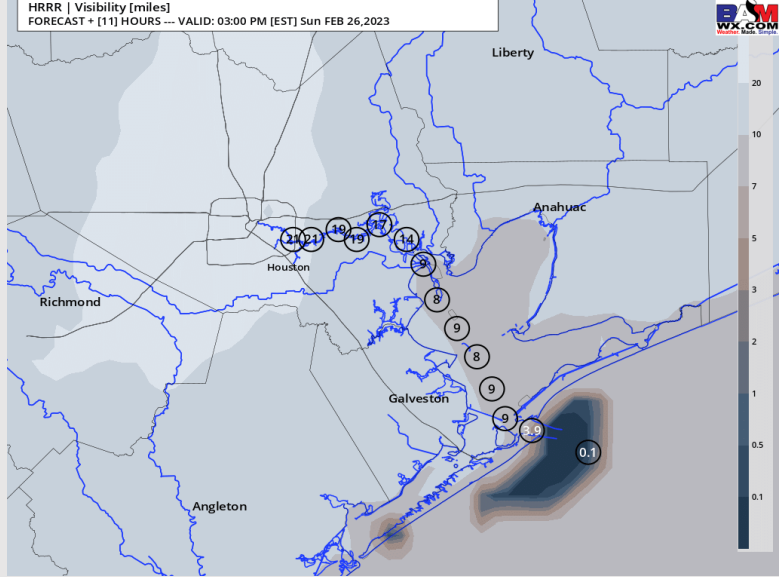 HRRR | Visibility [miles]
FORECAST + [11] HOURS --- VALID: 03:00 PM [EST] Sun FEB 26,2023
BAM
WX.COM
Weather. Made. Simple.
Liberty
20
10
7
Anahuac
17
19
21 21 19 14
5
Houston
9
3
Richmond
8
9
2
8
9
1
Galveston
9
3.9
0.5
0.1
0.1
Angleton